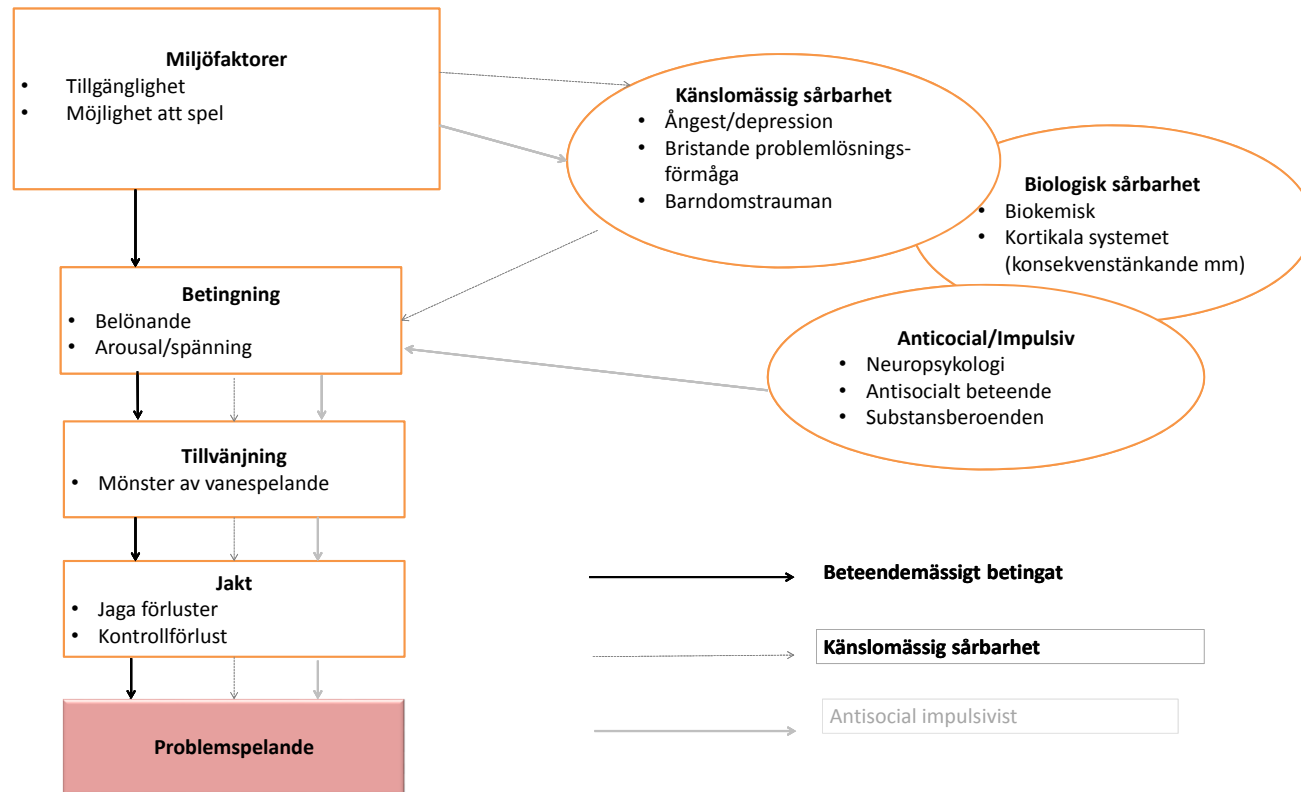 Miljöfaktorer
• Tillgänglighet
• Möjlighet att spel
Känslomässig sårbarhet
• Ångest/depression
• Bristande problemlösnings-
förmåga
• Barndomstrauman
Biologisk sårbarhet
• Biokemisk
• Kortikala systemet
(konsekvenstänkande mm)
Betingning
• Belönande
• Arousal/spänning
Anticocial/Impulsiv
• Neuropsykologi
• Antisocialt beteende
• Substansberoenden
Tillvänjning
• Mönster av vanespelande
Jakt
• Jaga förluster
• Kontrollförlust
Problemspelande
Beteendemässigt betingat
Känslomässig sårbarhet
Antisocial impulsivist